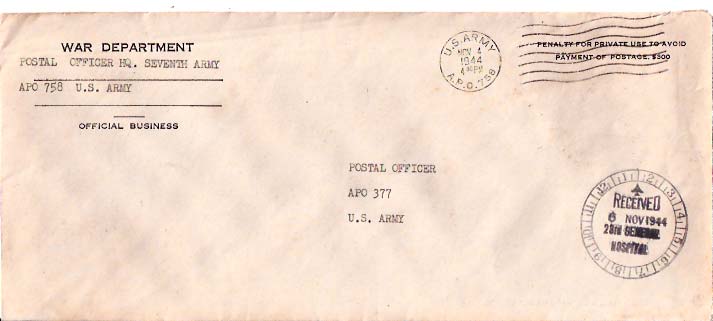 WAR DEPARTMENT
POSTAL OFFICER HQ. SEVENTH ARMY
APO 758 U.S. ARMY
OFFICIAL BUSINESS
U.S. ARMY
NOV 4
1944
PM
A.P.O. 758
PENALTY FOR PRIVATE USE TO AVOID
PAYMENT OF POSTAGE, $300
POSTAL OFFICER
APO 377
U.S. ARMY
RECEIVED
6 NOV 1944
GENERAL
HOSPITAL